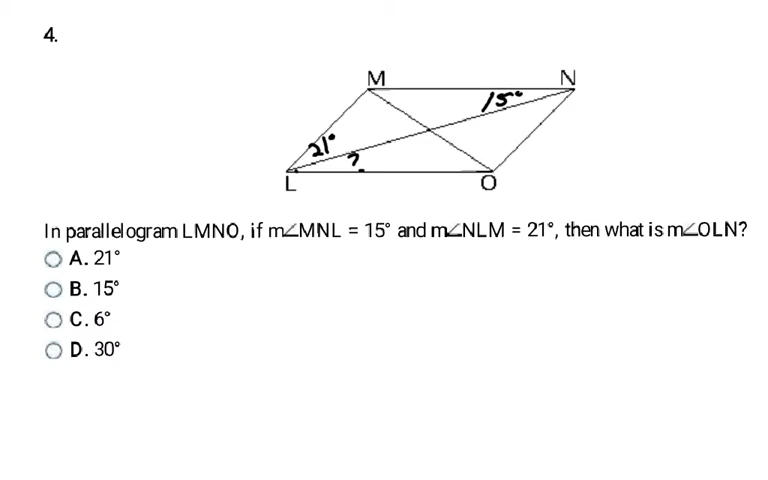 4.
M N
15°
21°
?
L O
In parallelogram LMNO, if m∠MNL = 15° and m∠NLM = 21°, then what is m∠OLN?
A. 21°
B. 15°
C. 6°
D. 30°